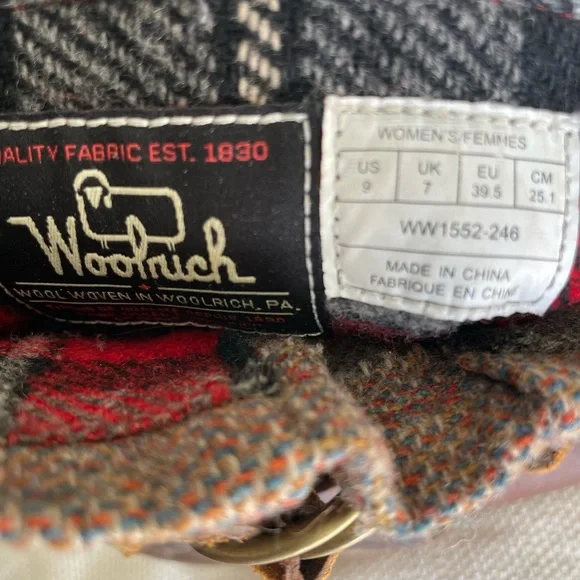 ALITY FABRIC EST. 1830
Woolrich
WOOL WOVEN IN WOOLRICH, PA.
WOMEN'S/FEMMES
US UK EU CM
9 7 39.5 25.1
WW1552-246
MADE IN CHINA
FABRIQUE EN CHINE